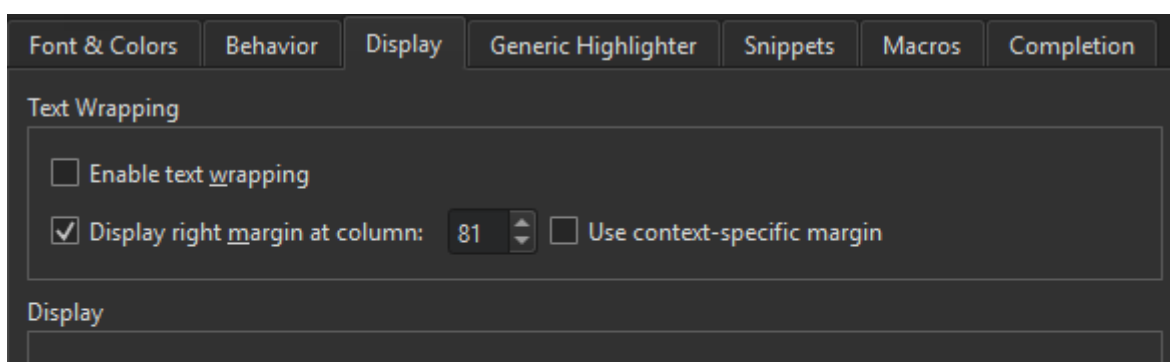 Font & Colors Behavior Display Generic Highlighter Snippets Macros Completion
Text Wrapping
Enable text wrapping
Display right margin at column: 81 Use context-specific margin
Display